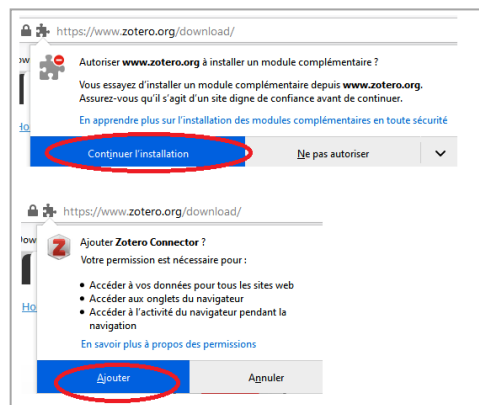 https://www.zotero.org/download/
Autoriser www.zotero.org à installer un module complémentaire ?
Vous essayez d'installer un module complémentaire depuis www.zotero.org.
Assurez-vous qu'il s'agit d'un site digne de confiance avant de continuer.
En apprendre plus sur l'installation des modules complémentaires en toute sécurité
Ho
Continuer l'installation
Ne pas autoriser
https://www.zotero.org/download/
Dow
Ajouter Zotero Connector ?
Votre permission est nécessaire pour :
• Accéder à vos données pour tous les sites web
• Accéder aux onglets du navigateur
Ho
• Accéder à l'activité du navigateur pendant la
navigation
En savoir plus à propos des permissions
Ajouter
Annuler